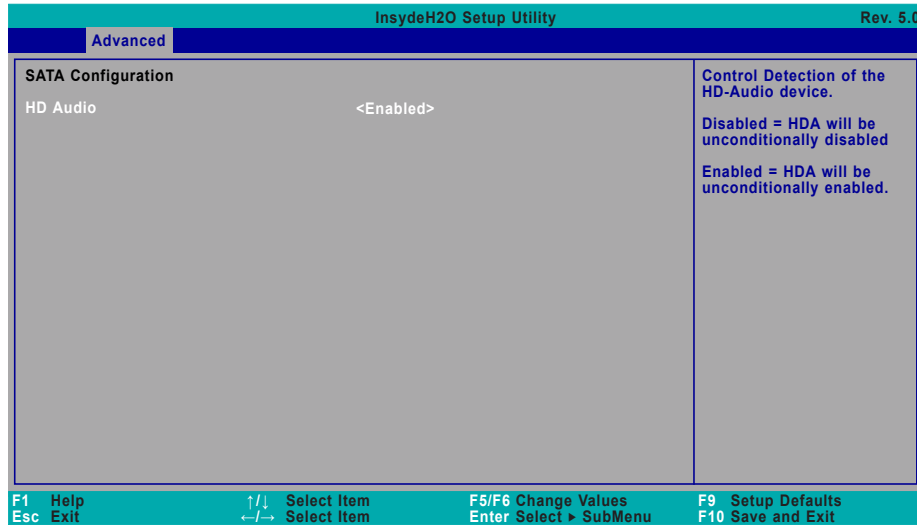 InsydeH2O Setup Utility Rev. 5.0
Advanced
SATA Configuration
HD Audio <Enabled>
Control Detection of the
HD-Audio device.
Disabled = HDA will be
unconditionally disabled
Enabled = HDA will be
unconditionally enabled.
F1 Help ↑/↓ Select Item F5/F6 Change Values F9 Setup Defaults
Esc Exit ←/→ Select Item Enter Select ▶ SubMenu F10 Save and Exit